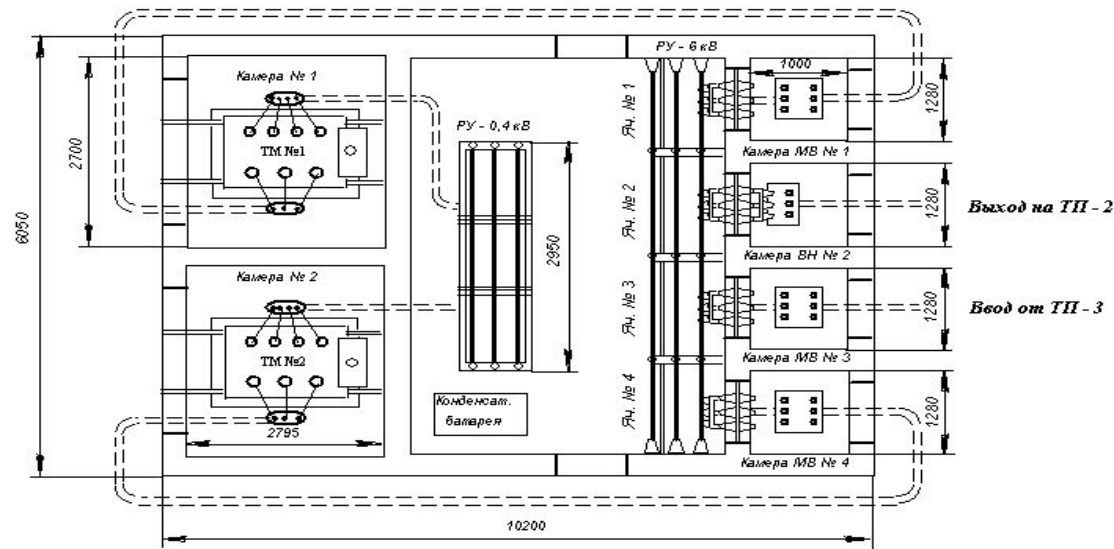 РУ - 6 кВ
Камера № 1
1000
ТМ №1
2700
РУ - 0,4 кВ
Яч. № 1
1280
Камера МВ № 1
6050
2950
Яч. № 2
1280
Выход на ТП - 2
Камера ВН № 2
Камера № 2
ТМ №2
Яч. № 3
1280
Ввод от ТП - 3
Камера МВ № 3
2795
Конденсат.
батарея
Яч. № 4
1280
Камера МВ № 4
10200